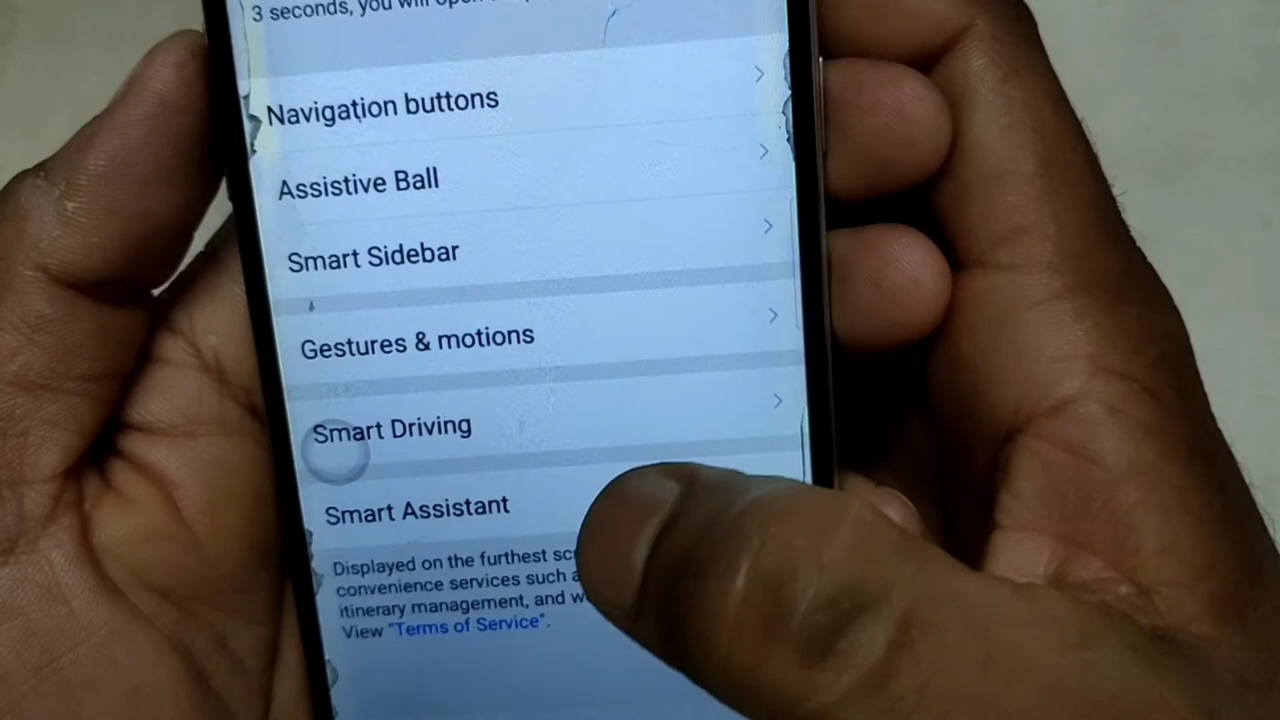 3 seconds, you will open
Navigation buttons
Assistive Ball
Smart Sidebar
Gestures & motions
Smart Driving
Smart Assistant
Displayed on the furthest
convenience services such
itinerary management, and
View "Terms of Service".